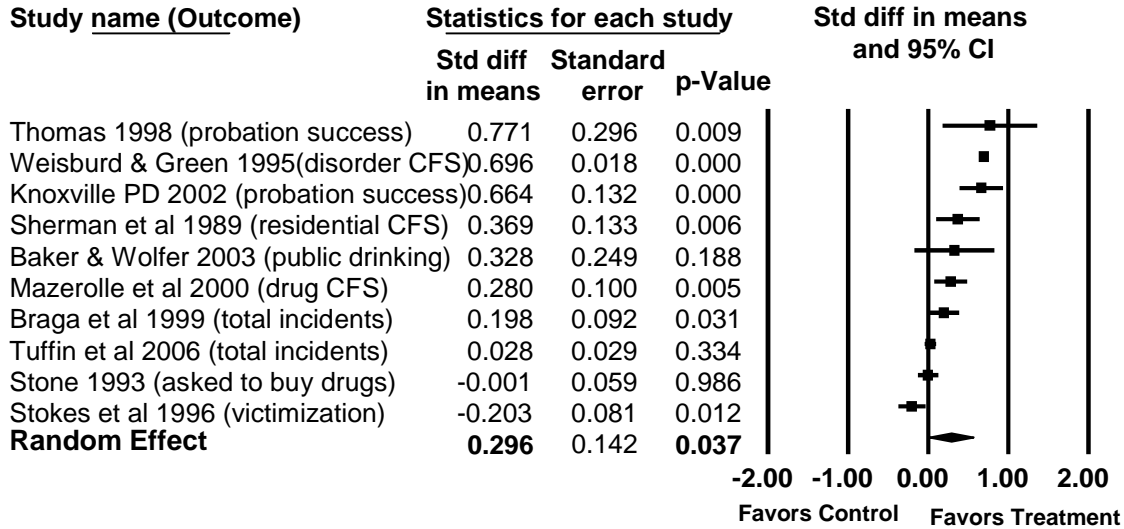 Study name (Outcome) Statistics for each study Std diff in means
and 95% CI
Std diff Standard
in means error p-Value
Thomas 1998 (probation success) 0.771 0.296 0.009
Weisburd & Green 1995(disorder CFS) 0.696 0.018 0.000
Knoxville PD 2002 (probation success) 0.664 0.132 0.000
Sherman et al 1989 (residential CFS) 0.369 0.133 0.006
Baker & Wolfer 2003 (public drinking) 0.328 0.249 0.188
Mazerolle et al 2000 (drug CFS) 0.280 0.100 0.005
Braga et al 1999 (total incidents) 0.198 0.092 0.031
Tuffin et al 2006 (total incidents) 0.028 0.029 0.334
Stone 1993 (asked to buy drugs) -0.001 0.059 0.986
Stokes et al 1996 (victimization) -0.203 0.081 0.012
Random Effect 0.296 0.142 0.037
-2.00 -1.00 0.00 1.00 2.00
Favors Control Favors Treatment